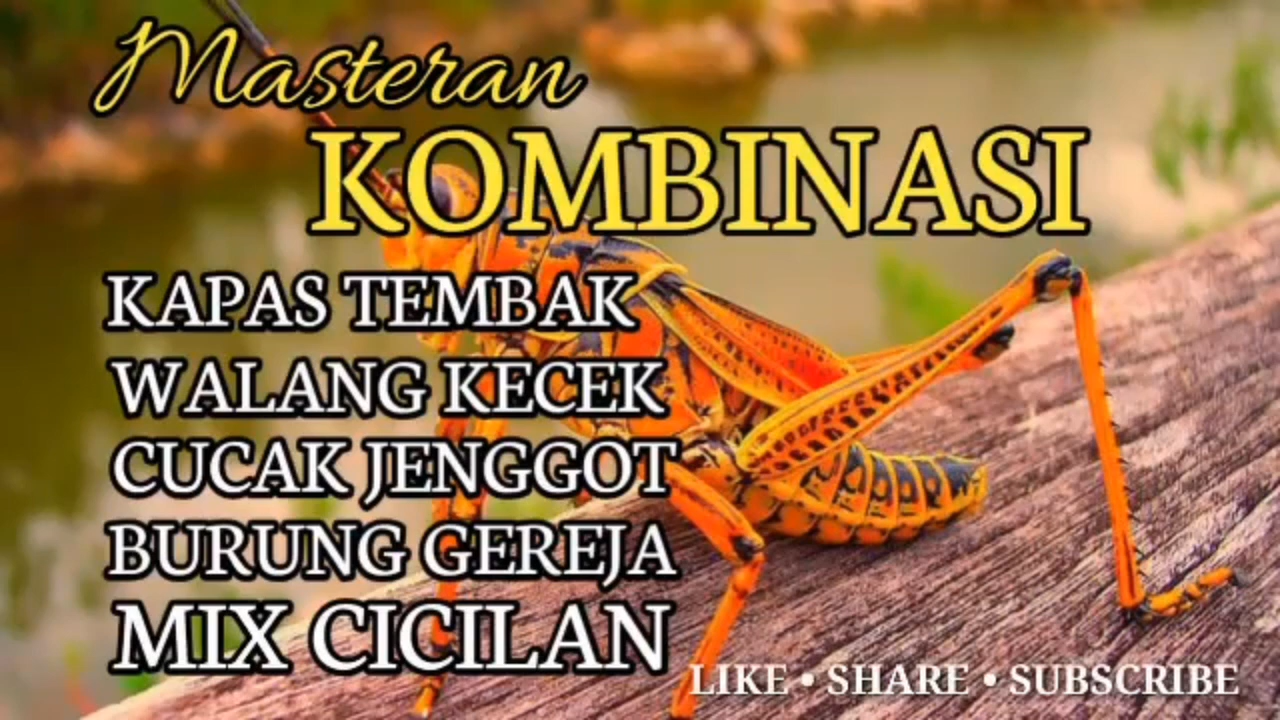 Masteran
KOMBINASI
KAPAS TEMBAK
WALANG KECEK
CUCAK JENGGOT
BURUNG GEREJA
MIX CICILAN
LIKE • SHARE • SUBSCRIBE